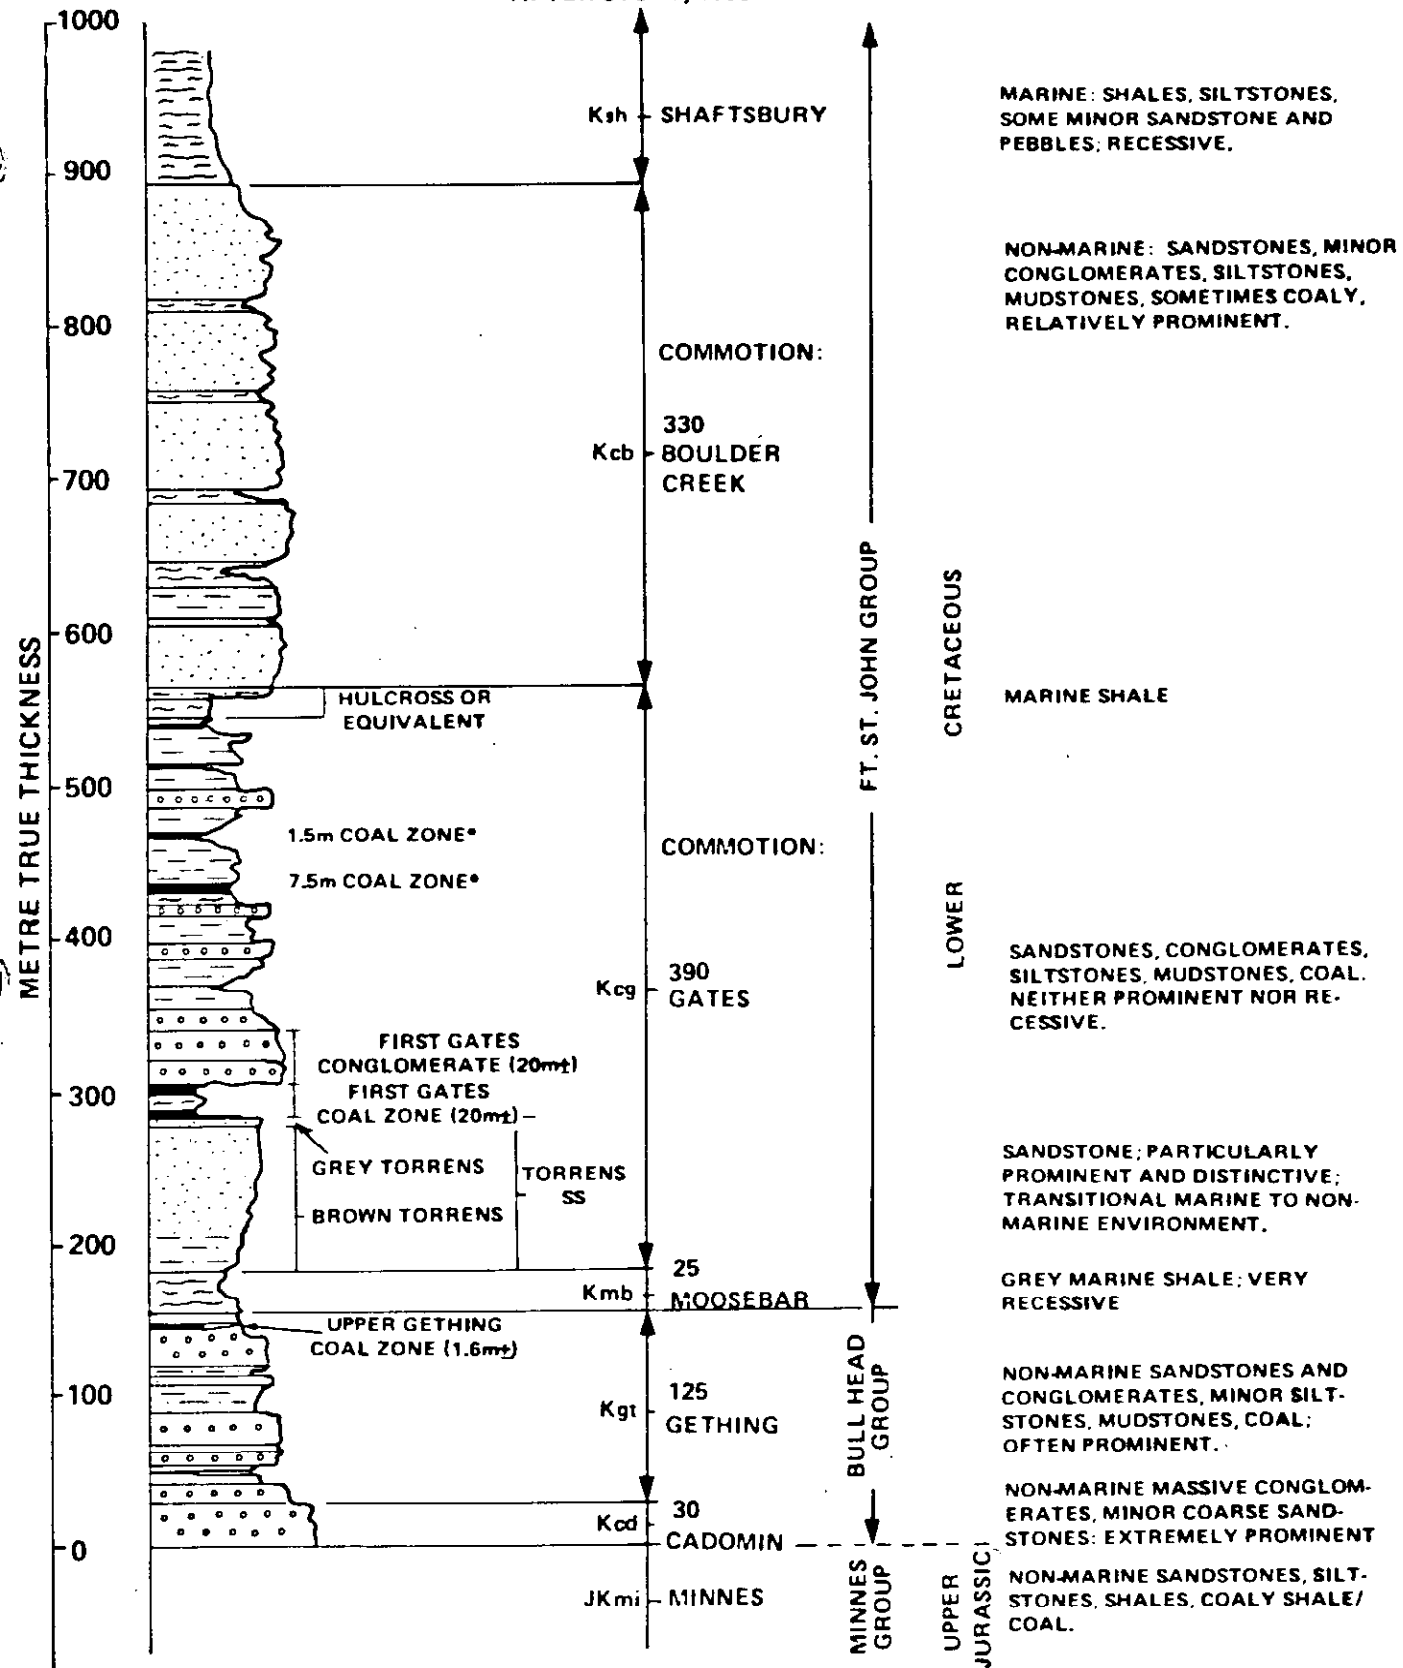 1000
900
800
700
600
500
400
300
200
100
0
METRE TRUE THICKNESS
Ksh
SHAFTSBURY
MARINE: SHALES, SILTSTONES,
SOME MINOR SANDSTONE AND
PEBBLES; RECESSIVE.
NON-MARINE: SANDSTONES, MINOR
CONGLOMERATES, SILTSTONES,
MUDSTONES, SOMETIMES COALY,
RELATIVELY PROMINENT.
COMMOTION:
330
Kcb
BOULDER
CREEK
FT. ST. JOHN GROUP
LOWER CRETACEOUS
HULCROSS OR
EQUIVALENT
MARINE SHALE
1.5m COAL ZONE*
7.5m COAL ZONE*
COMMOTION:
390
Kcg
GATES
SANDSTONES, CONGLOMERATES,
SILTSTONES, MUDSTONES, COAL.
NEITHER PROMINENT NOR RE-
CESSIVE.
FIRST GATES
CONGLOMERATE (20m±)
FIRST GATES
COAL ZONE (20m±)
GREY TORRENS
BROWN TORRENS
TORRENS
SS
SANDSTONE; PARTICULARLY
PROMINENT AND DISTINCTIVE;
TRANSITIONAL MARINE TO NON-
MARINE ENVIRONMENT.
25
Kmb
MOOSEBAR
GREY MARINE SHALE; VERY
RECESSIVE
UPPER GETHING
COAL ZONE (1.6m±)
125
Kgt
GETHING
BULL HEAD
GROUP
NON-MARINE SANDSTONES AND
CONGLOMERATES, MINOR SILT-
STONES, MUDSTONES, COAL;
OFTEN PROMINENT.
30
Kcd
CADOMIN
NON-MARINE MASSIVE CONGLOM-
ERATES, MINOR COARSE SAND-
STONES: EXTREMELY PROMINENT
JKmi
MINNES
MINNES
GROUP
UPPER
JURASSIC
NON-MARINE SANDSTONES, SILT-
STONES, SHALES, COALY SHALE/
COAL.